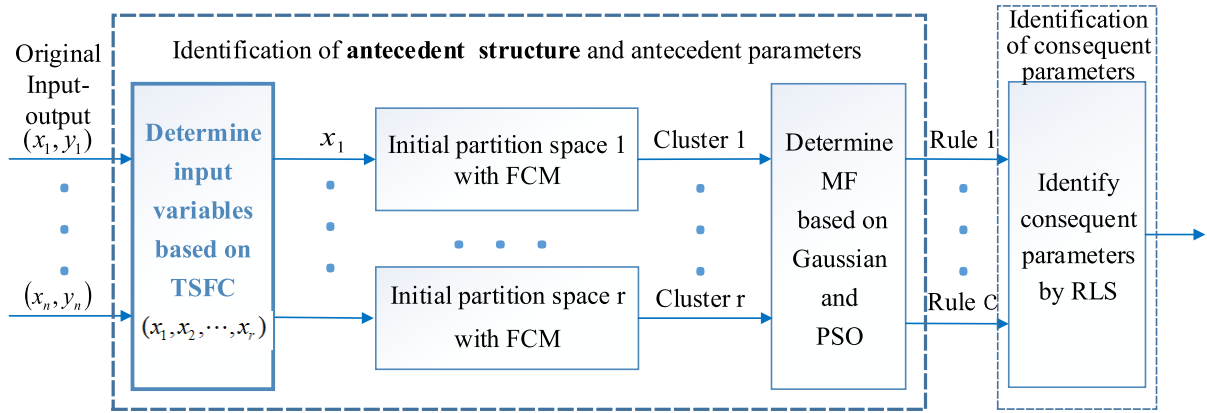 Original
Input-
output
(x₁, y₁)
(xₙ, yₙ)
Identification of antecedent structure and antecedent parameters
Determine
input
variables
based on
TSFC
(x₁, x₂, ⋯, xᵣ)
x₁
Initial partition space 1
with FCM
Initial partition space r
with FCM
Cluster 1
Cluster r
Determine
MF
based on
Gaussian
and
PSO
Rule 1
Rule C
Identification
of consequent
parameters
Identify
consequent
parameters
by RLS